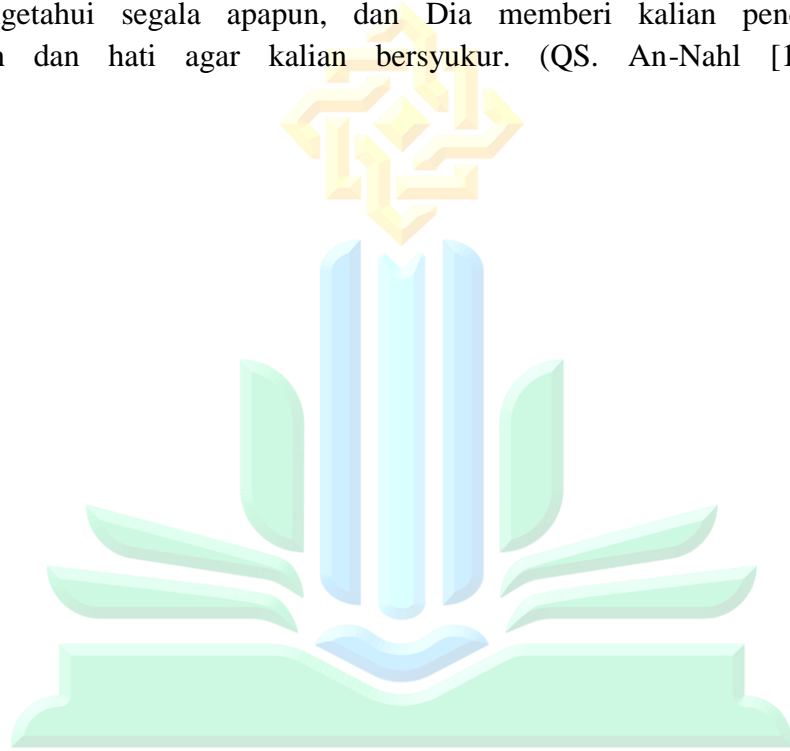 getahui segala apapun, dan Dia memberi kalian pen
dan hati agar kalian bersyukur. (QS. An-Nahl [1